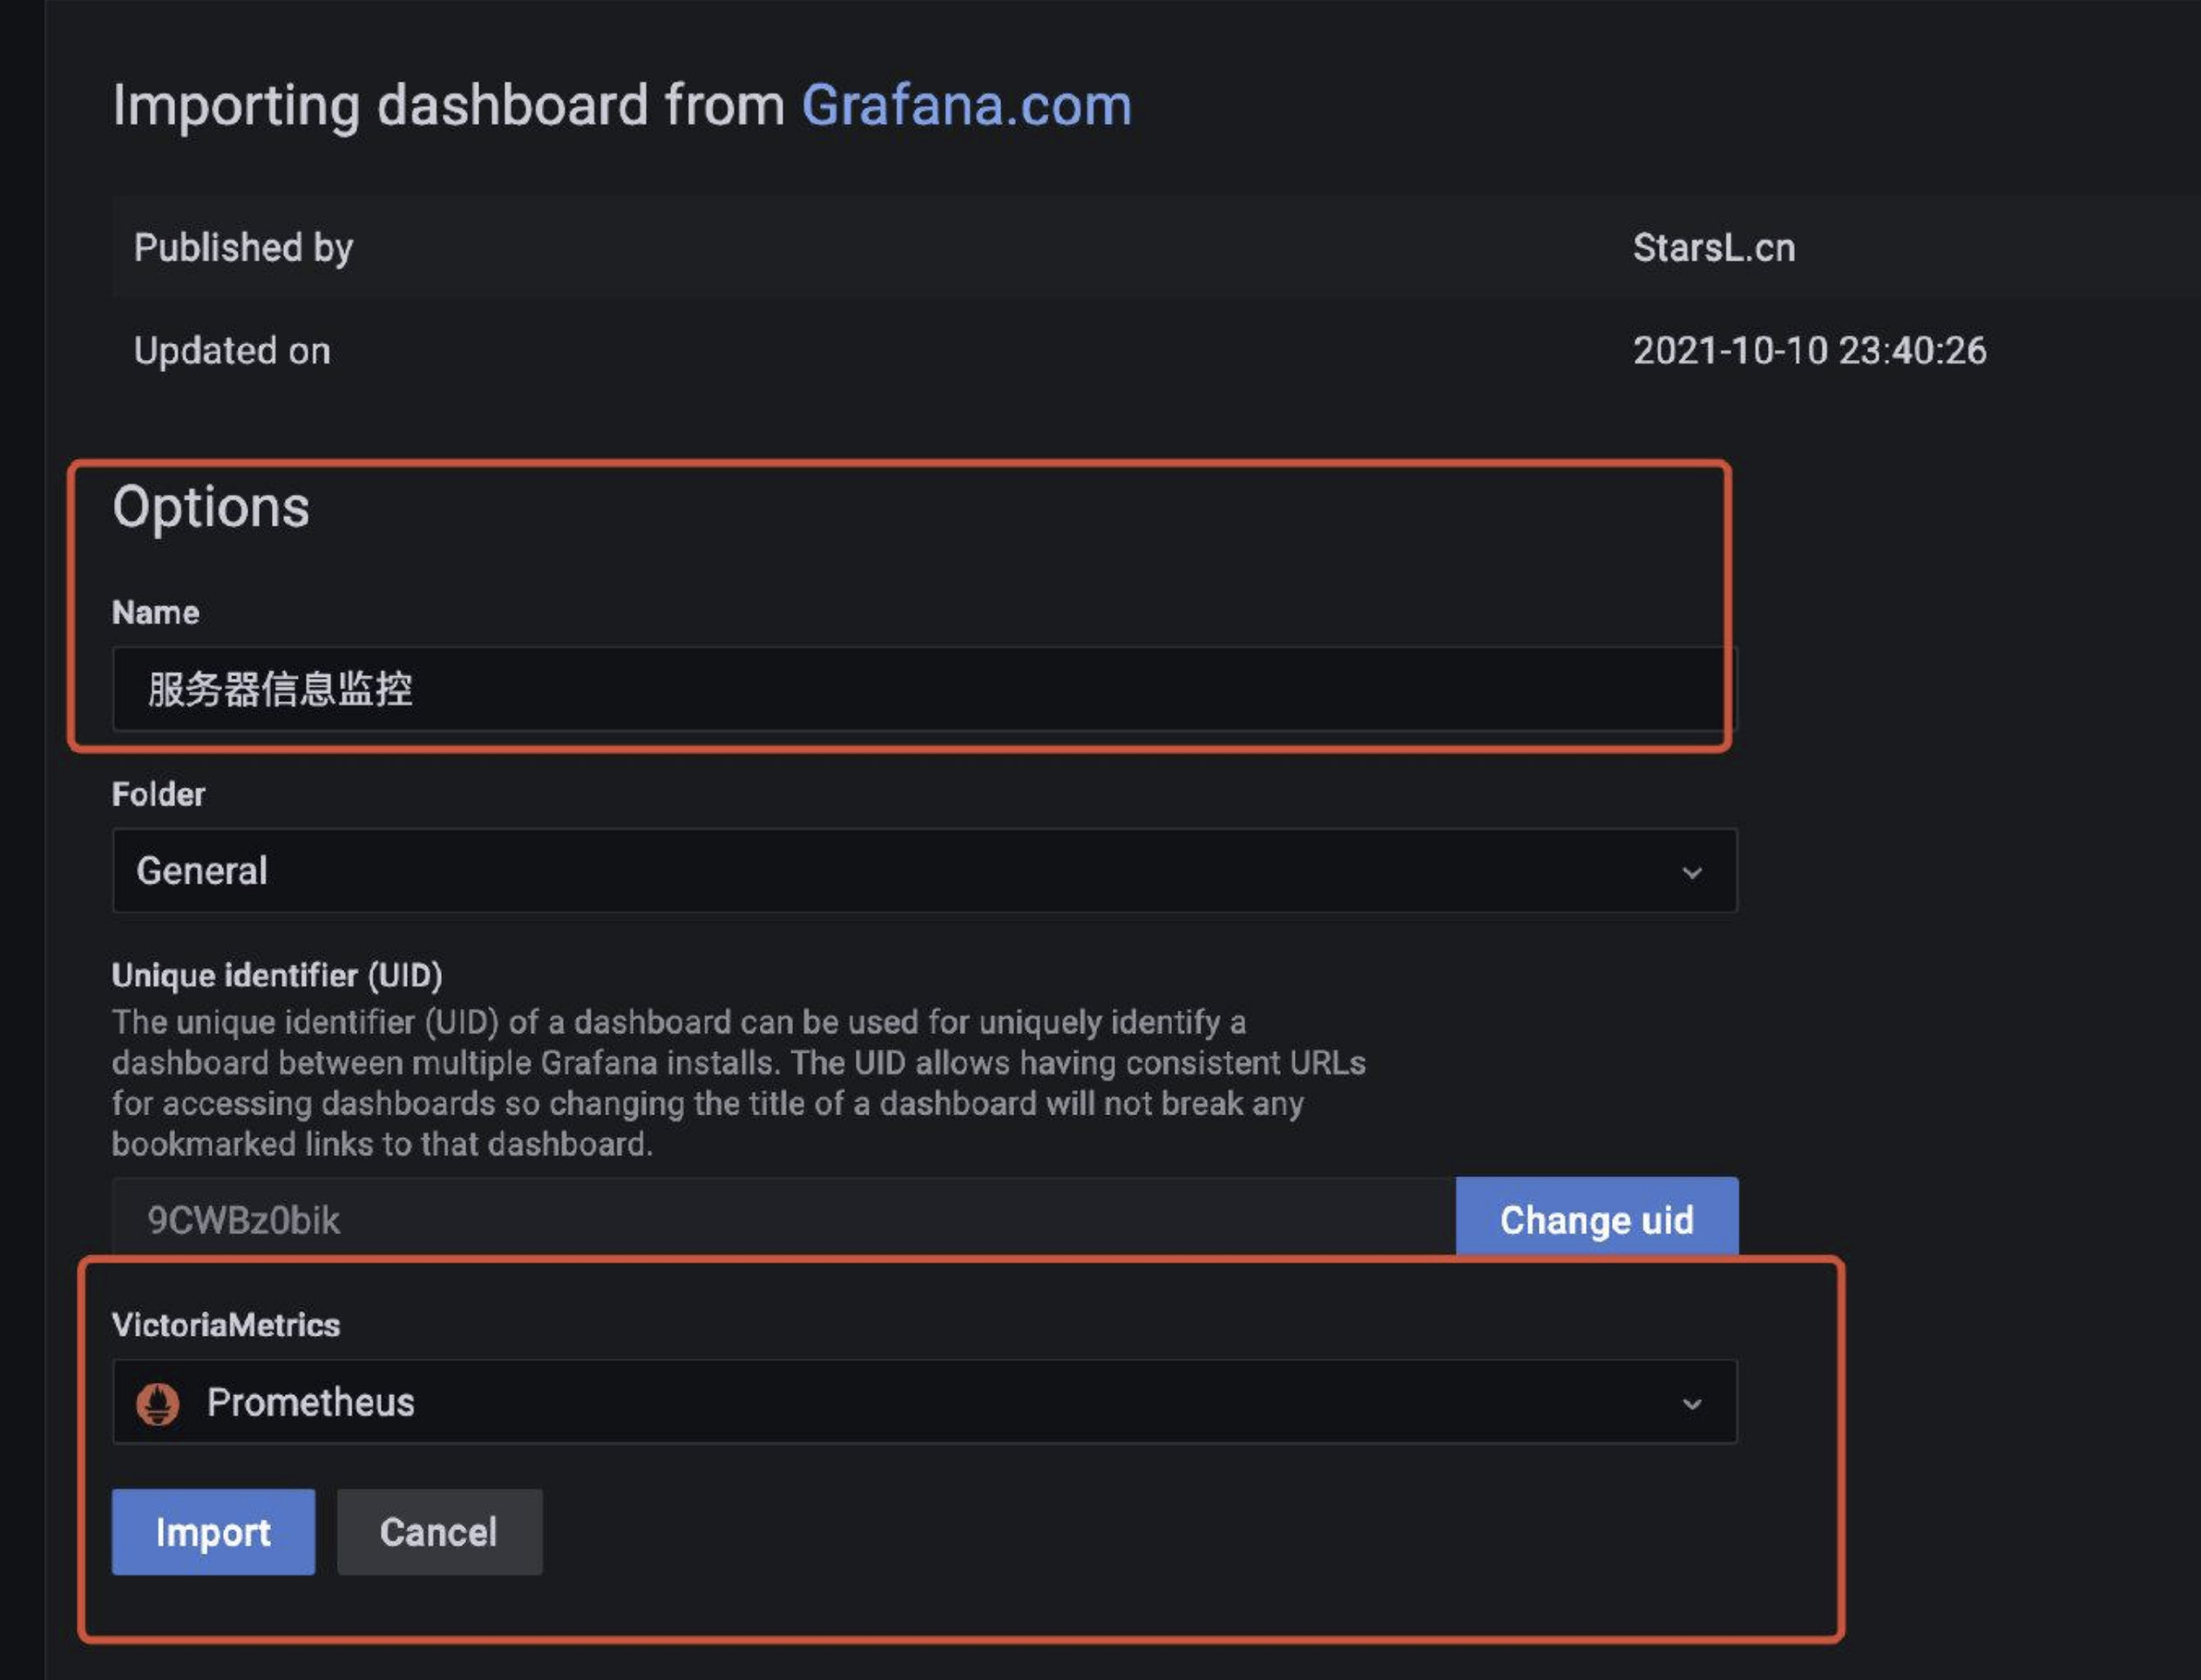 Importing dashboard from Grafana.com
Published by StarsL.cn
Updated on 2021-10-10 23:40:26
Options
Name
服务器信息监控
Folder
General
Unique identifier (UID)
The unique identifier (UID) of a dashboard can be used for uniquely identify a
dashboard between multiple Grafana installs. The UID allows having consistent URLs
for accessing dashboards so changing the title of a dashboard will not break any
bookmarked links to that dashboard.
9CWBz0bik Change uid
VictoriaMetrics
Prometheus
Import Cancel